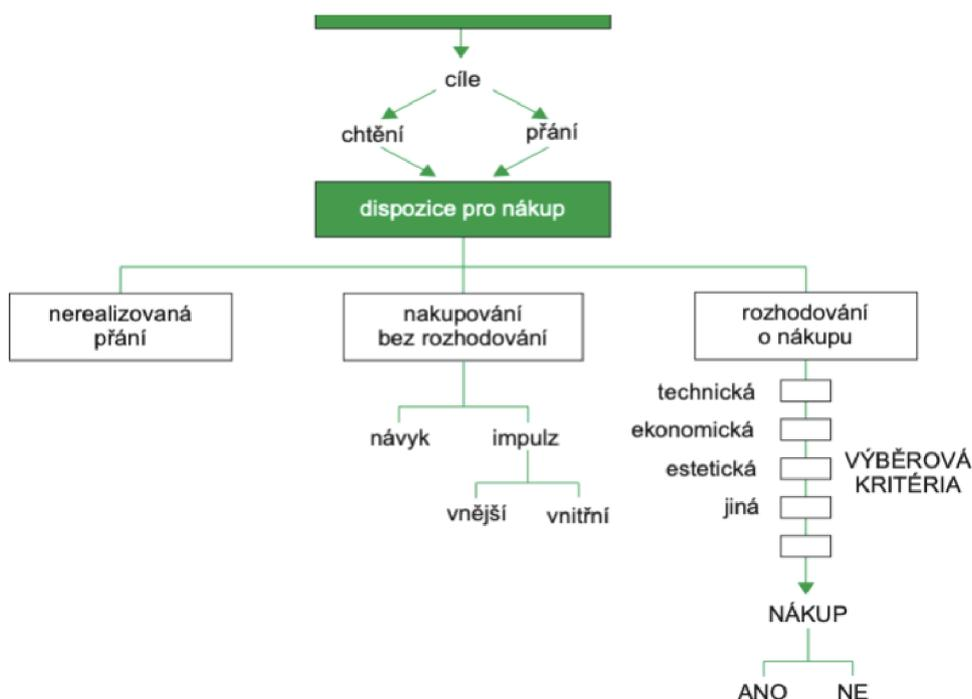 cíle
chtění
přání
dispozice pro nákup
nerealizovaná
přání
nakupování
bez rozhodování
rozhodování
o nákupu
návyk
impulz
vnější
vnitřní
technická
ekonomická
estetická
jiná
VÝBĚROVÁ
KRITÉRIA
NÁKUP
ANO
NE